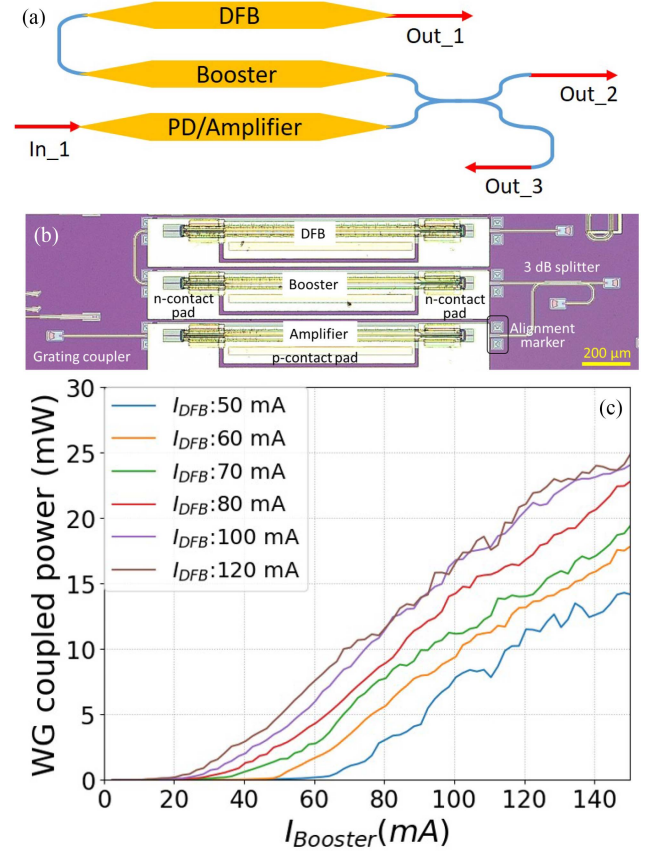 (a)
DFB
Out_1
Booster
Out_2
PD/Amplifier
In_1
Out_3
(b)
DFB
Booster
3 dB splitter
n-contact
pad
n-contact
pad
Amplifier
Alignment
marker
Grating coupler
p-contact pad
200 μm
(c)
30
25
20
15
10
5
0
WG coupled power (mW)
I_DFB:50 mA
I_DFB:60 mA
I_DFB:70 mA
I_DFB:80 mA
I_DFB:100 mA
I_DFB:120 mA
0 20 40 60 80 100 120 140
I_Booster(mA)